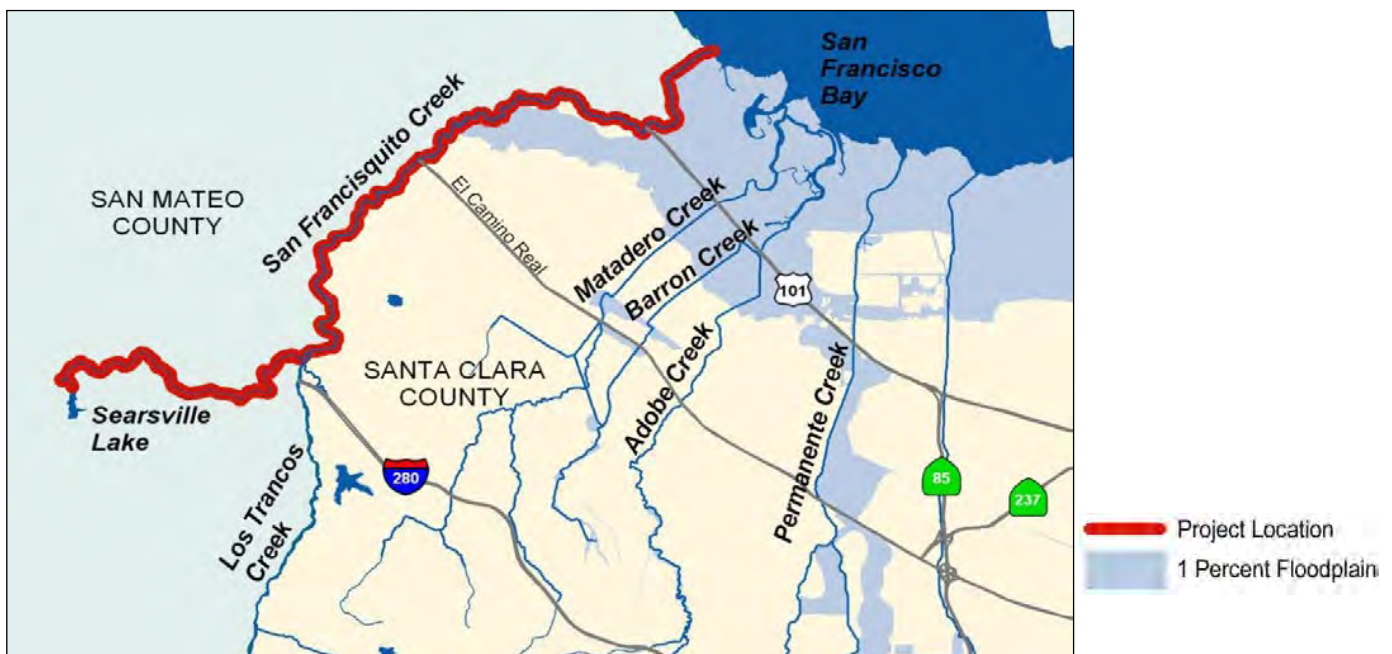 San
Francisco
Bay
San Francisquito Creek
SAN MATEO
COUNTY
El Camino Real
Matadero Creek
Barron Creek
101
SANTA CLARA
COUNTY
Adobe Creek
Permanente Creek
Searsville
Lake
Los Trancos
Creek
280
85
237
Project Location
1 Percent Floodplain